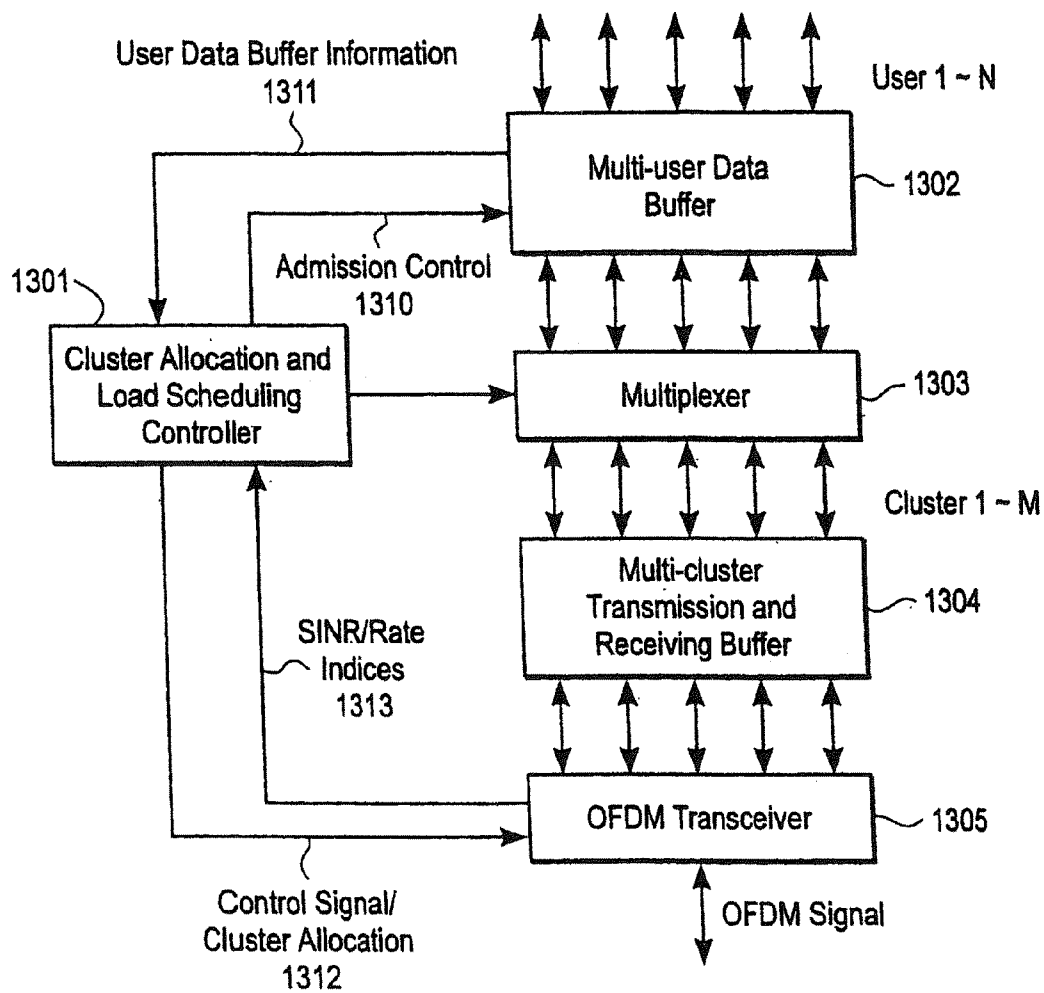 User Data Buffer Information
1311
User 1 ~ N
Multi-user Data
Buffer
1302
Admission Control
1310
1301
Cluster Allocation and
Load Scheduling
Controller
Multiplexer
1303
Cluster 1 ~ M
Multi-cluster
Transmission and
Receiving Buffer
1304
SINR/Rate
Indices
1313
OFDM Transceiver
1305
Control Signal/
Cluster Allocation
1312
OFDM Signal